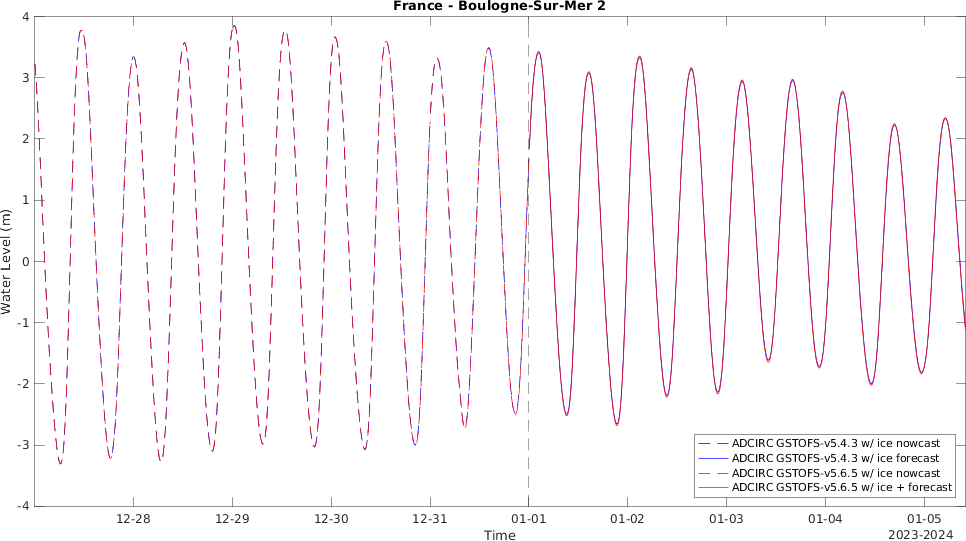 France - Boulogne-Sur-Mer 2
4
3
2
1
0
-1
-2
-3
-4
Water Level (m)
12-28
12-29
12-30
12-31
01-01
01-02
01-03
01-04
01-05
Time
2023-2024
ADCIRC GSTOFS-v5.4.3 w/ ice nowcast
ADCIRC GSTOFS-v5.4.3 w/ ice forecast
ADCIRC GSTOFS-v5.6.5 w/ ice nowcast
ADCIRC GSTOFS-v5.6.5 w/ ice + forecast